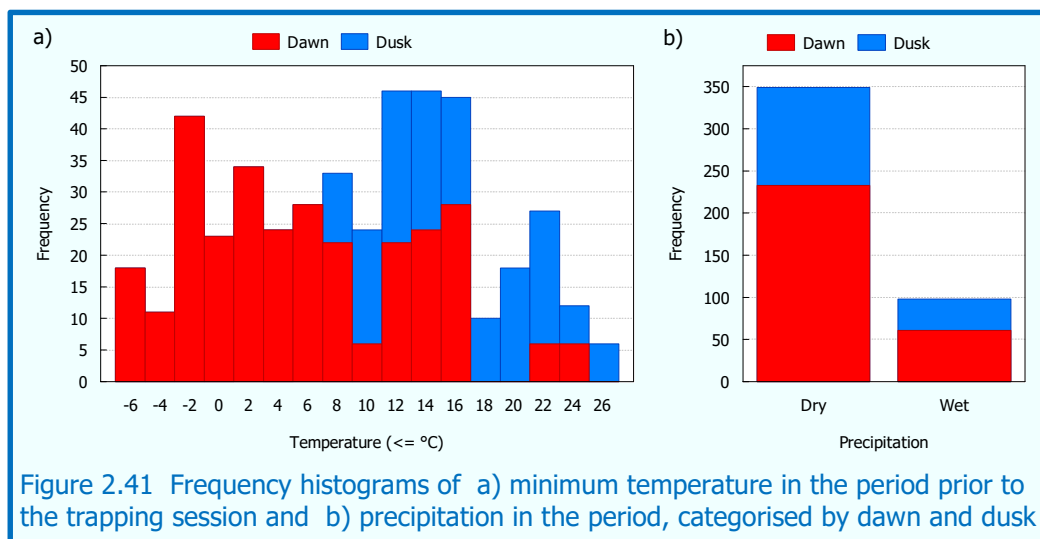 a)
Dawn Dusk
50
45
40
35
30
25
20
15
10
5
0
Frequency
-6 -4 -2 0 2 4 6 8 10 12 14 16 18 20 22 24 26
Temperature (<= °C)
b)
Dawn Dusk
350
300
250
200
150
100
50
0
Frequency
Dry Wet
Precipitation
Figure 2.41 Frequency histograms of a) minimum temperature in the period prior to
the trapping session and b) precipitation in the period, categorised by dawn and dusk